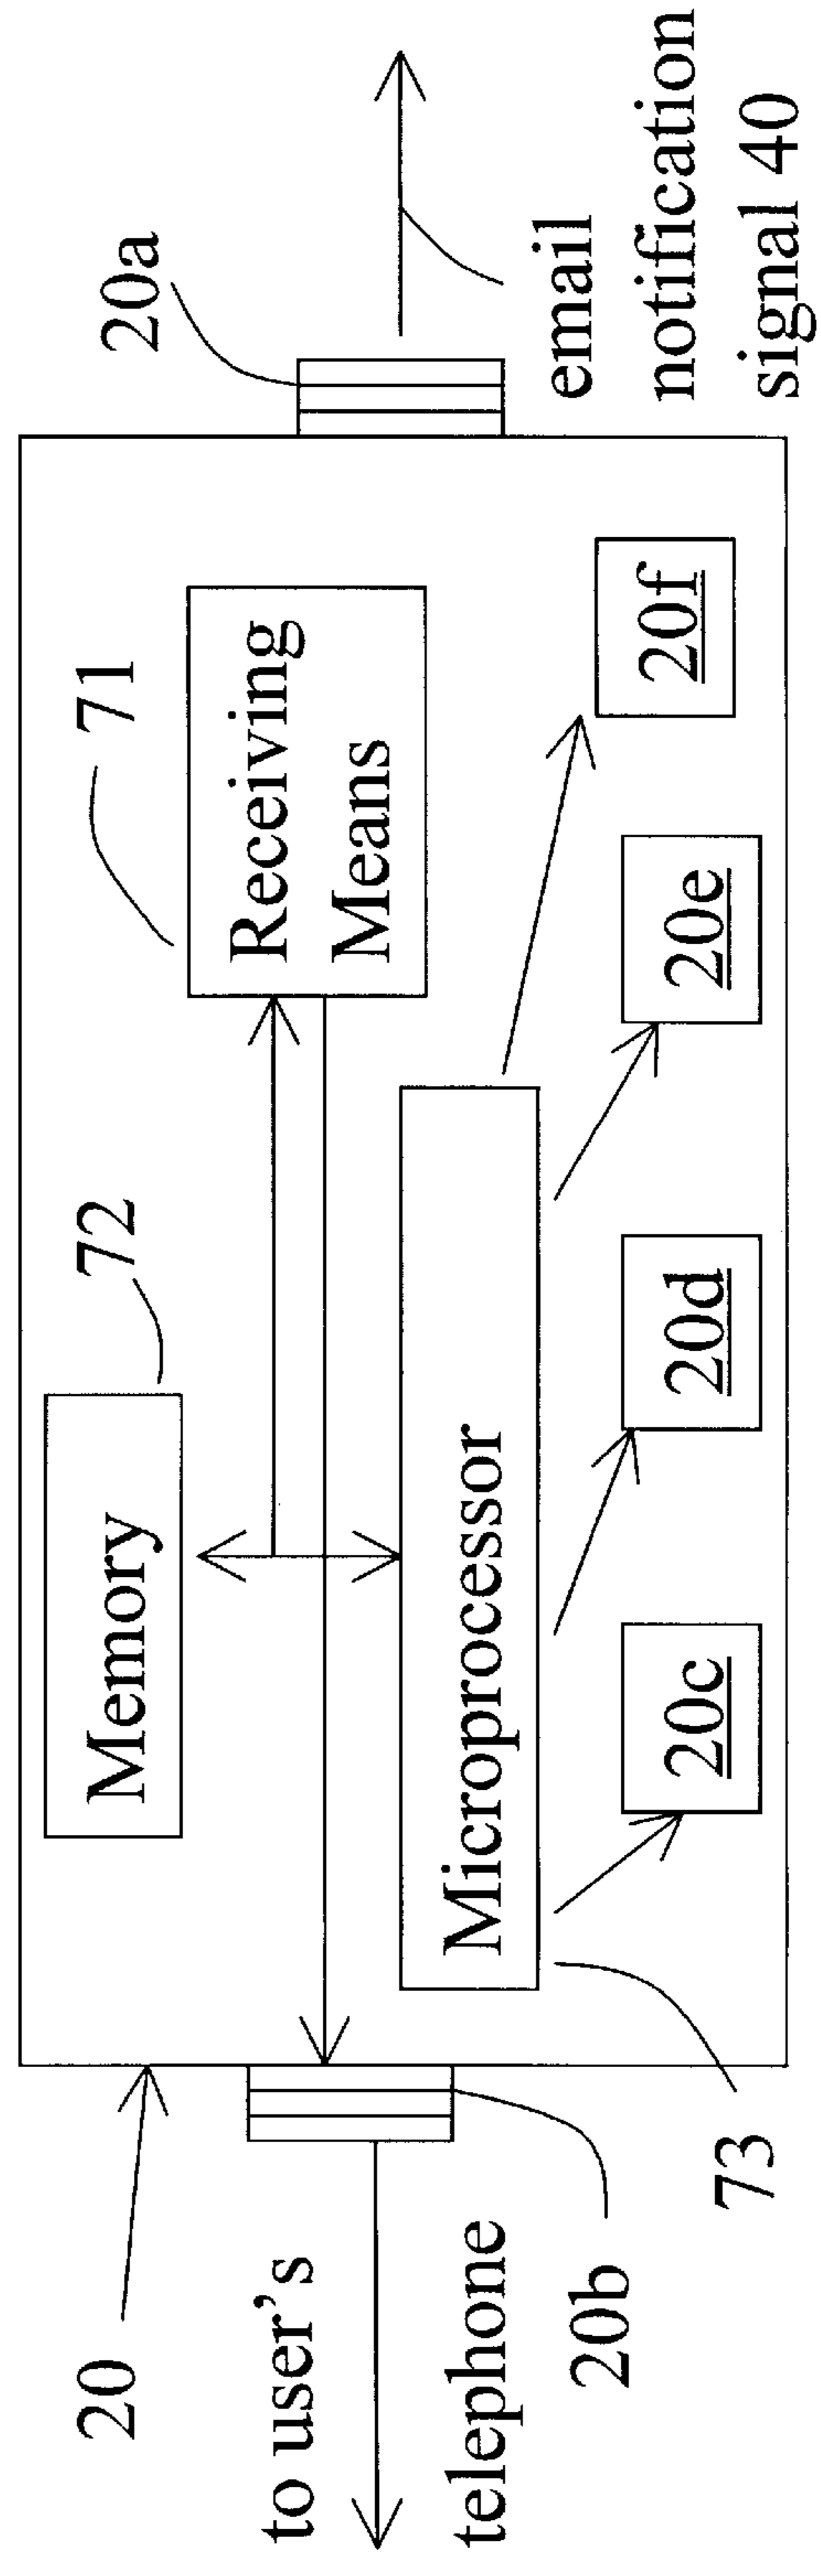 20
72
71
20a
Memory
Receiving
Means
to user's
telephone
Microprocessor
email
notification
signal 40
20b
73
20c
20d
20e
20f